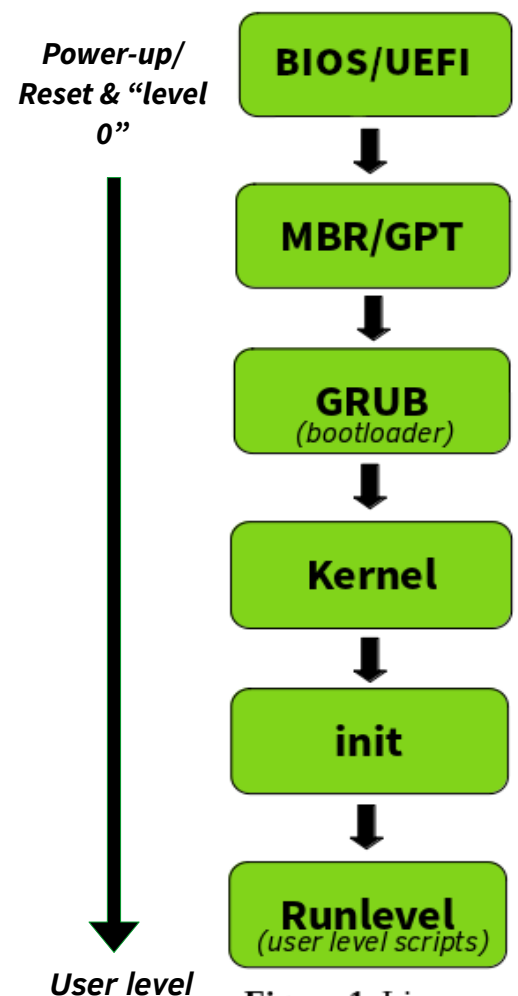 Power-up/
Reset & “level
0”
BIOS/UEFI
MBR/GPT
GRUB
(bootloader)
Kernel
init
Runlevel
(user level scripts)
User level